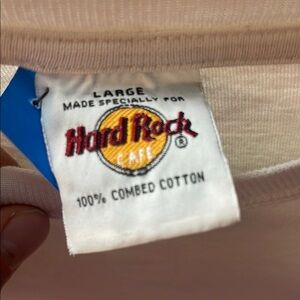 LARGE
MADE SPECIALLY FOR
Hard Rock
CAFE ®
100% COMBED COTTON